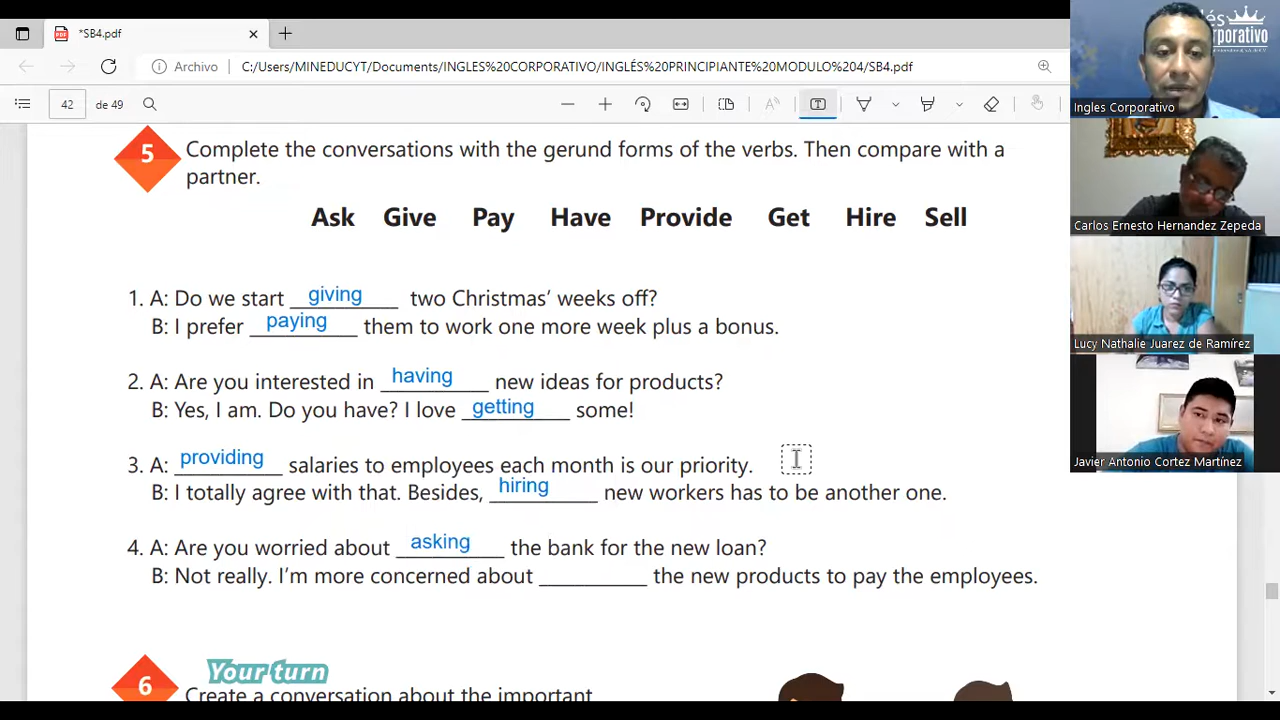 *SB4.pdf
Archivo C:/Users/MINEDUCYT/Documents/INGLES%20CORPORATIVO/INGLÉS%20PRINCIPIANTE%20MODULO%204/SB4.pdf
42 de 49
5 Complete the conversations with the gerund forms of the verbs. Then compare with a
partner.
Ask Give Pay Have Provide Get Hire Sell
1. A: Do we start giving two Christmas’ weeks off?
B: I prefer paying them to work one more week plus a bonus.
2. A: Are you interested in having new ideas for products?
B: Yes, I am. Do you have? I love getting some!
3. A: providing salaries to employees each month is our priority.
B: I totally agree with that. Besides, hiring new workers has to be another one.
4. A: Are you worried about asking the bank for the new loan?
B: Not really. I’m more concerned about __________ the new products to pay the employees.
6 Your turn
Create a conversation about the important
Ingles Corporativo
Carlos Ernesto Hernandez Zepeda
Lucy Nathalie Juarez de Ramírez
Javier Antonio Cortez Martínez